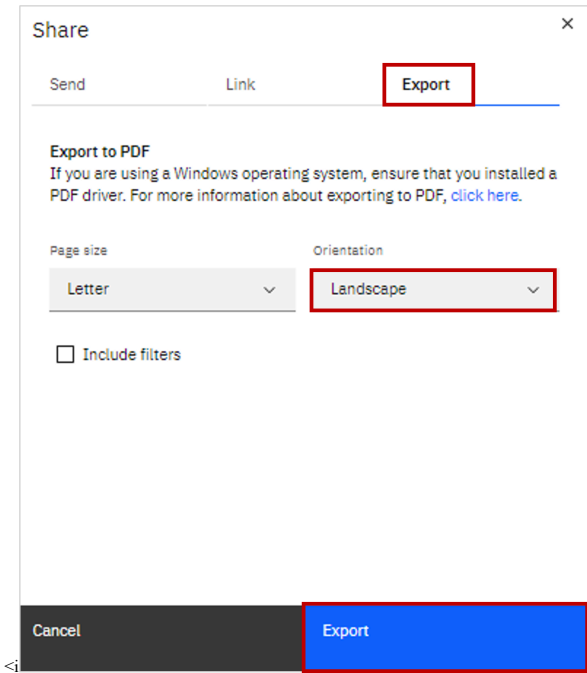 Share
Send
Link
Export
Export to PDF
If you are using a Windows operating system, ensure that you installed a
PDF driver. For more information about exporting to PDF, click here.
Page size
Orientation
Letter
Landscape
Include filters
Cancel
Export
<i